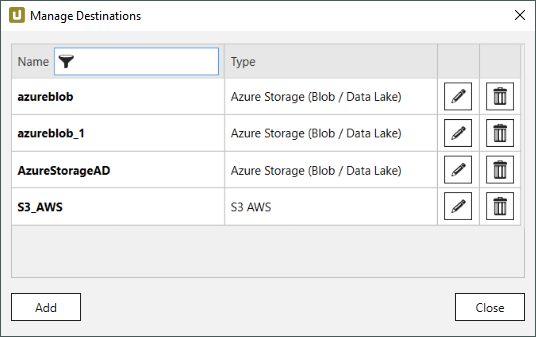 Manage Destinations
Name Type
azureblob Azure Storage (Blob / Data Lake)
azureblob_1 Azure Storage (Blob / Data Lake)
AzureStorageAD Azure Storage (Blob / Data Lake)
S3_AWS S3 AWS
Add Close